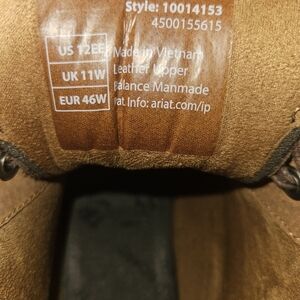 Style: 10014153
4500155615
US 12EE
UK 11W
EUR 46W
Made in Vietnam
Leather Upper
Balance Manmade
at Info: ariat.com/ip